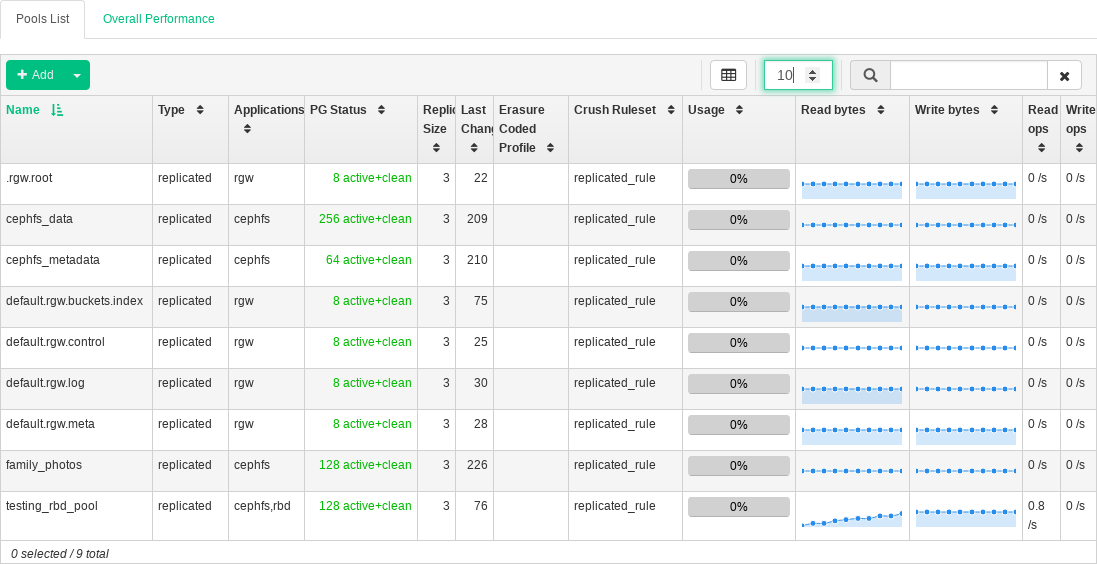 Pools List Overall Performance
Add 10
Name Type Applications PG Status Replic Size Last Chang Erasure Coded Profile Crush Ruleset Usage Read bytes Write bytes Read ops Write ops
.rgw.root replicated rgw 8 active+clean 3 22 replicated_rule 0% 0 /s 0 /s
cephfs_data replicated cephfs 256 active+clean 3 209 replicated_rule 0% 0 /s 0 /s
cephfs_metadata replicated cephfs 64 active+clean 3 210 replicated_rule 0% 0 /s 0 /s
default.rgw.buckets.index replicated rgw 8 active+clean 3 75 replicated_rule 0% 0 /s 0 /s
default.rgw.control replicated rgw 8 active+clean 3 25 replicated_rule 0% 0 /s 0 /s
default.rgw.log replicated rgw 8 active+clean 3 30 replicated_rule 0% 0 /s 0 /s
default.rgw.meta replicated rgw 8 active+clean 3 28 replicated_rule 0% 0 /s 0 /s
family_photos replicated cephfs 128 active+clean 3 226 replicated_rule 0% 0 /s 0 /s
testing_rbd_pool replicated cephfs,rbd 128 active+clean 3 76 replicated_rule 0% 0.8 /s 0 /s
0 selected / 9 total